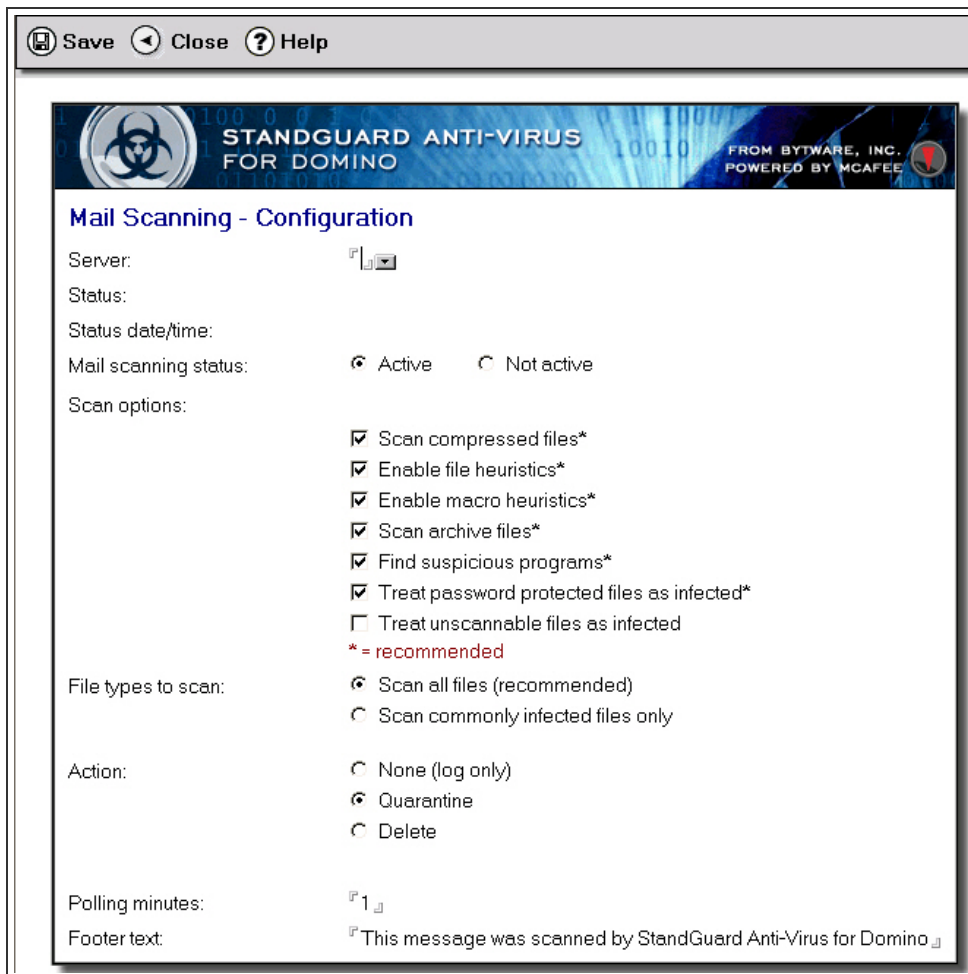 Save Close Help
STANDGUARD ANTI-VIRUS
FOR DOMINO
FROM BYTWARE, INC.
POWERED BY MCAFEE
Mail Scanning - Configuration
Server:
Status:
Status date/time:
Mail scanning status: Active Not active
Scan options:
Scan compressed files*
Enable file heuristics*
Enable macro heuristics*
Scan archive files*
Find suspicious programs*
Treat password protected files as infected*
Treat unscannable files as infected
* = recommended
File types to scan: Scan all files (recommended)
Scan commonly infected files only
Action: None (log only)
Quarantine
Delete
Polling minutes: 1
Footer text: This message was scanned by StandGuard Anti-Virus for Domino